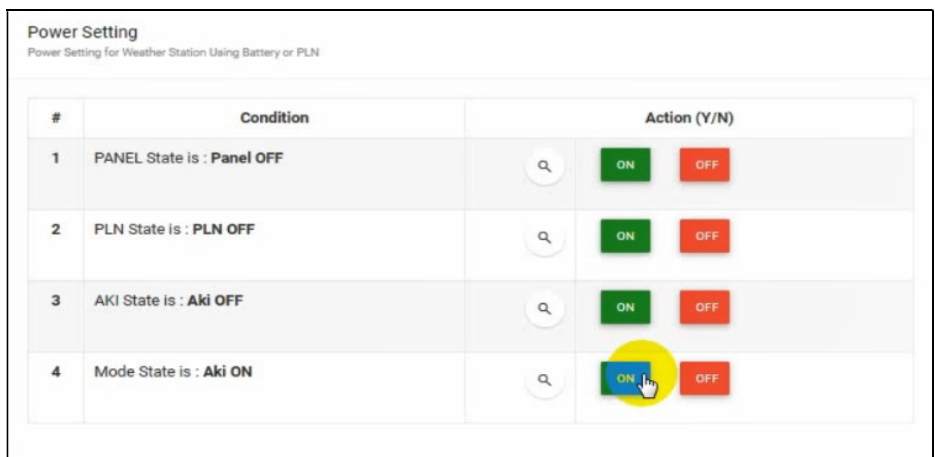 Power Setting
Power Setting for Weather Station Using Battery or PLN
# Condition Action (Y/N)
1 PANEL State is : Panel OFF ON OFF
2 PLN State is : PLN OFF ON OFF
3 AKI State is : Aki OFF ON OFF
4 Mode State is : Aki ON ON OFF